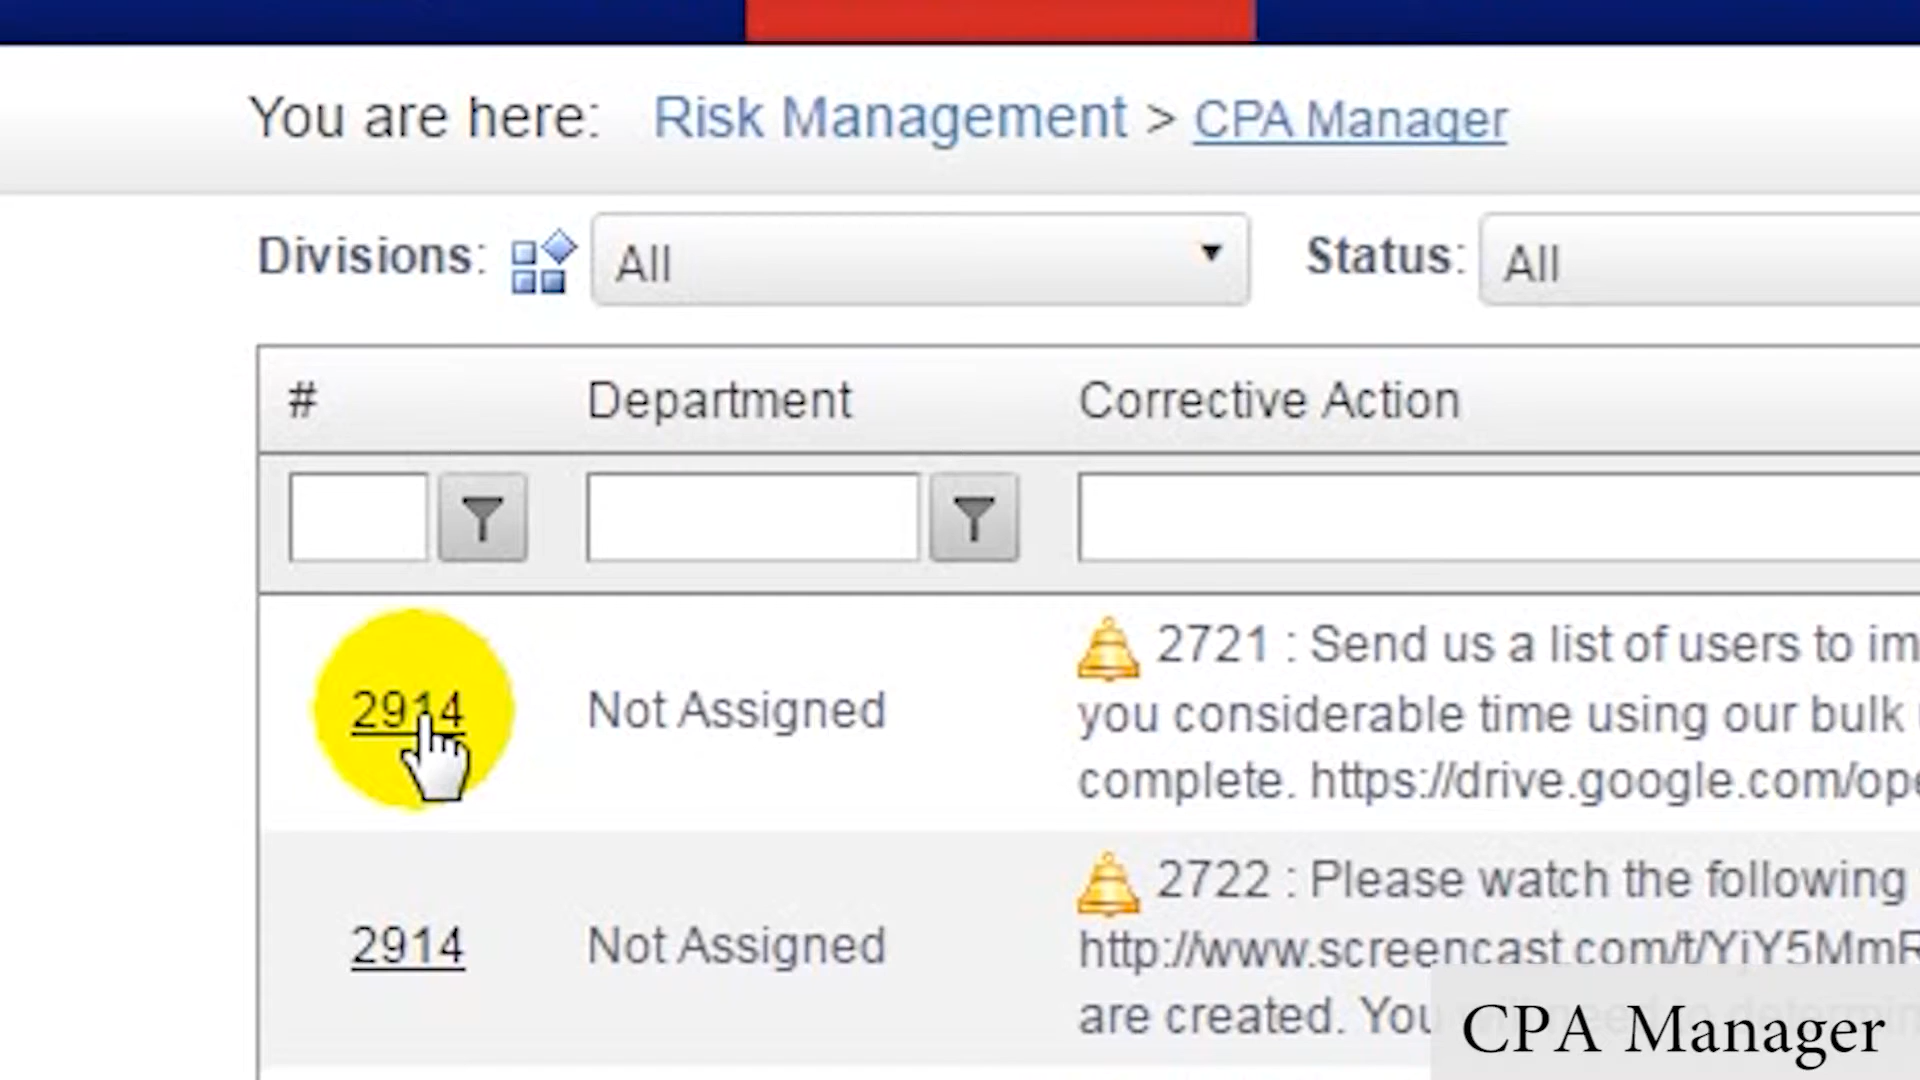 You are here: Risk Management > CPA Manager
Divisions: All Status: All
# Department Corrective Action
2914 Not Assigned 2721 : Send us a list of users to im
you considerable time using our bulk
complete. https://drive.google.com/ope
2914 Not Assigned 2722 : Please watch the following
http://www.screencast.com/t/YjY5MmR
are created. You
CPA Manager